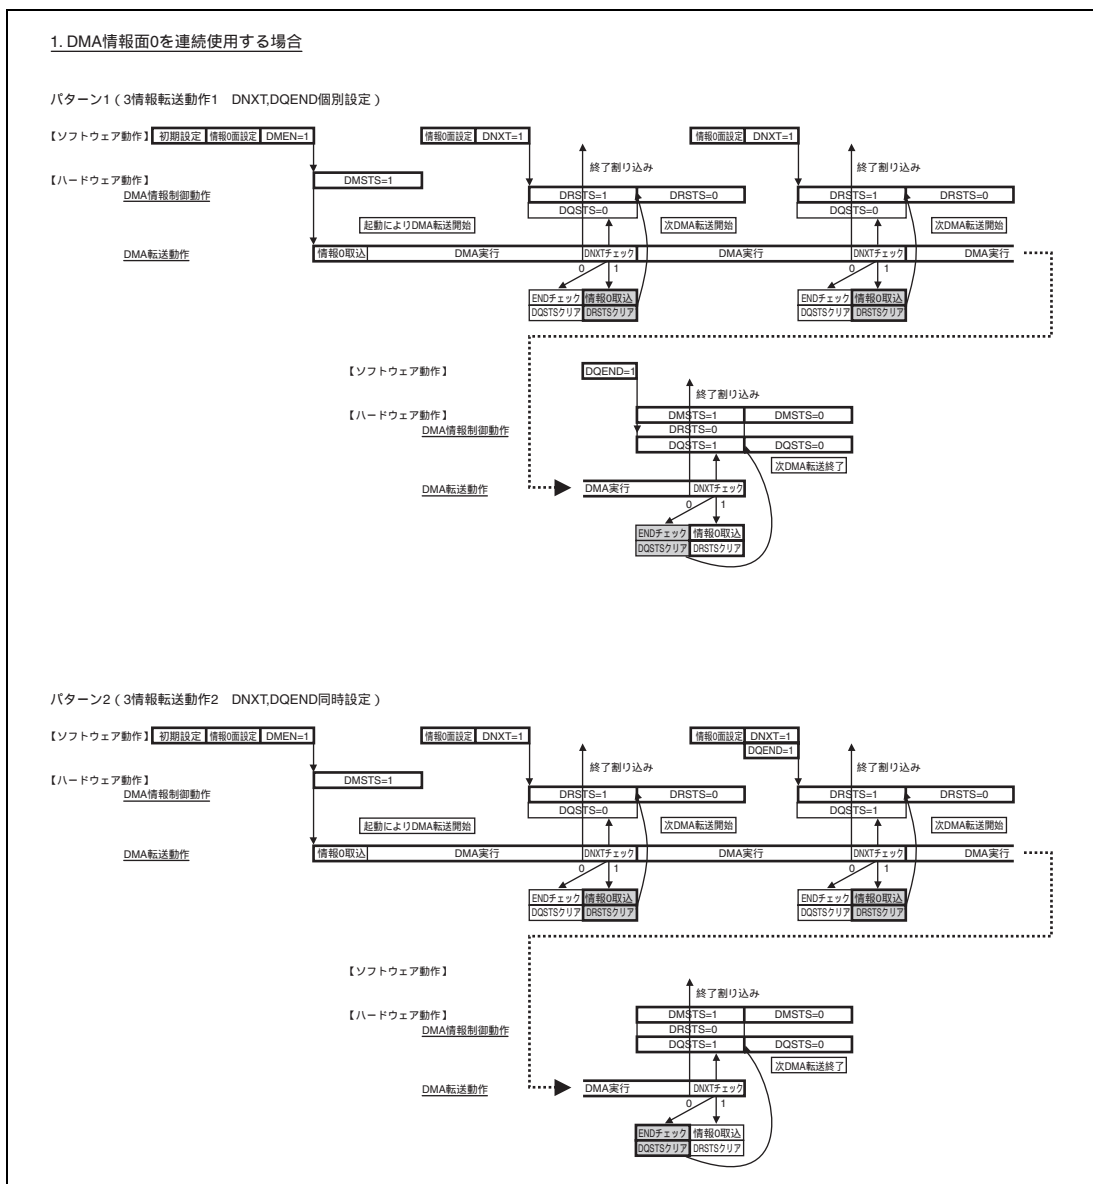 1. DMA情報面0を連続使用する場合
パターン1（3情報転送動作1　DNXT,DQEND個別設定）
【ソフトウェア動作】 初期設定 情報0面設定 DMEN=1 情報0面設定 DNXT=1 情報0面設定 DNXT=1
終了割り込み 終了割り込み
【ハードウェア動作】 DMSTS=1
DMA情報制御動作 DRSTS=1 DRSTS=0 DRSTS=1 DRSTS=0
DQSTS=0 DQSTS=0
起動によりDMA転送開始 次DMA転送開始 次DMA転送開始
DMA転送動作 情報0取込 DMA実行 DNXTチェック DMA実行 DNXTチェック DMA実行
0 1 0 1
ENDチェック 情報0取込 ENDチェック 情報0取込
DQSTSクリア DRSTSクリア DQSTSクリア DRSTSクリア
【ソフトウェア動作】 DQEND=1
終了割り込み
【ハードウェア動作】 DMSTS=1 DMSTS=0
DMA情報制御動作 DRSTS=0
DQSTS=1 DQSTS=0
次DMA転送終了
DMA転送動作 DMA実行 DNXTチェック
0 1
ENDチェック 情報0取込
DQSTSクリア DRSTSクリア
パターン2（3情報転送動作2　DNXT,DQEND同時設定）
【ソフトウェア動作】 初期設定 情報0面設定 DMEN=1 情報0面設定 DNXT=1 情報0面設定 DNXT=1
DQEND=1
終了割り込み 終了割り込み
【ハードウェア動作】 DMSTS=1
DMA情報制御動作 DRSTS=1 DRSTS=0 DRSTS=1 DRSTS=0
DQSTS=0 DQSTS=1
起動によりDMA転送開始 次DMA転送開始 次DMA転送開始
DMA転送動作 情報0取込 DMA実行 DNXTチェック DMA実行 DNXTチェック DMA実行
0 1 0 1
ENDチェック 情報0取込 ENDチェック 情報0取込
DQSTSクリア DRSTSクリア DQSTSクリア DRSTSクリア
【ソフトウェア動作】
終了割り込み
【ハードウェア動作】 DMSTS=1 DMSTS=0
DMA情報制御動作 DRSTS=0
DQSTS=1 DQSTS=0
次DMA転送終了
DMA転送動作 DMA実行 DNXTチェック
0 1
ENDチェック 情報0取込
DQSTSクリア DRSTSクリア